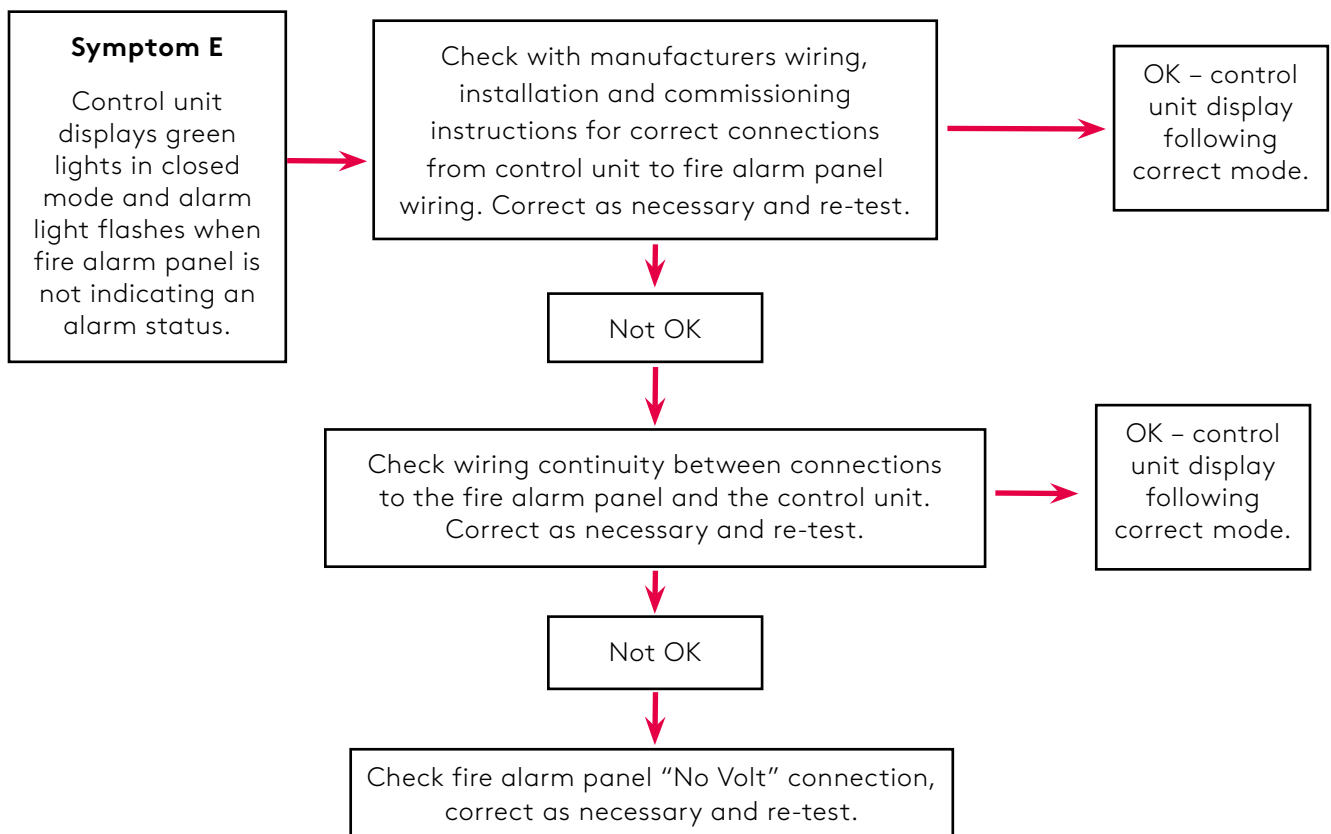 Symptom E
Control unit
displays green
lights in closed
mode and alarm
light flashes when
fire alarm panel is
not indicating an
alarm status.
Check with manufacturers wiring,
installation and commissioning
instructions for correct connections
from control unit to fire alarm panel
wiring. Correct as necessary and re-test.
OK – control
unit display
following
correct mode.
Not OK
Check wiring continuity between connections
to the fire alarm panel and the control unit.
Correct as necessary and re-test.
OK – control
unit display
following
correct mode.
Not OK
Check fire alarm panel “No Volt” connection,
correct as necessary and re-test.